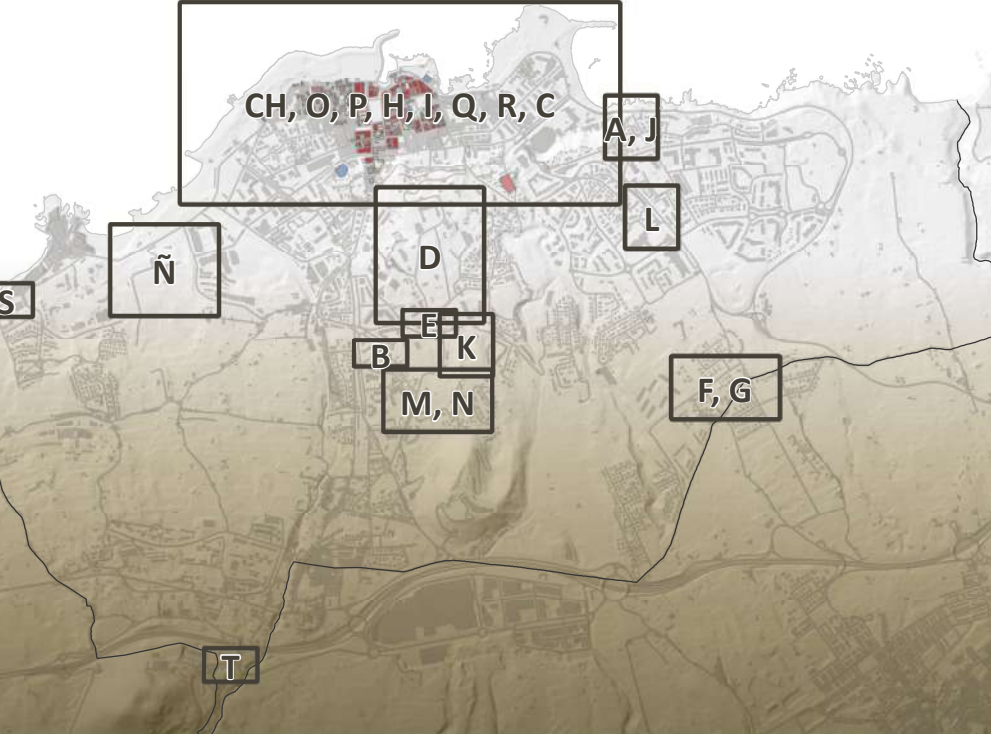 CH, O, P, H, I, Q, R, C
A, J
L
Ñ
D
S
E
K
B
F, G
M, N
T